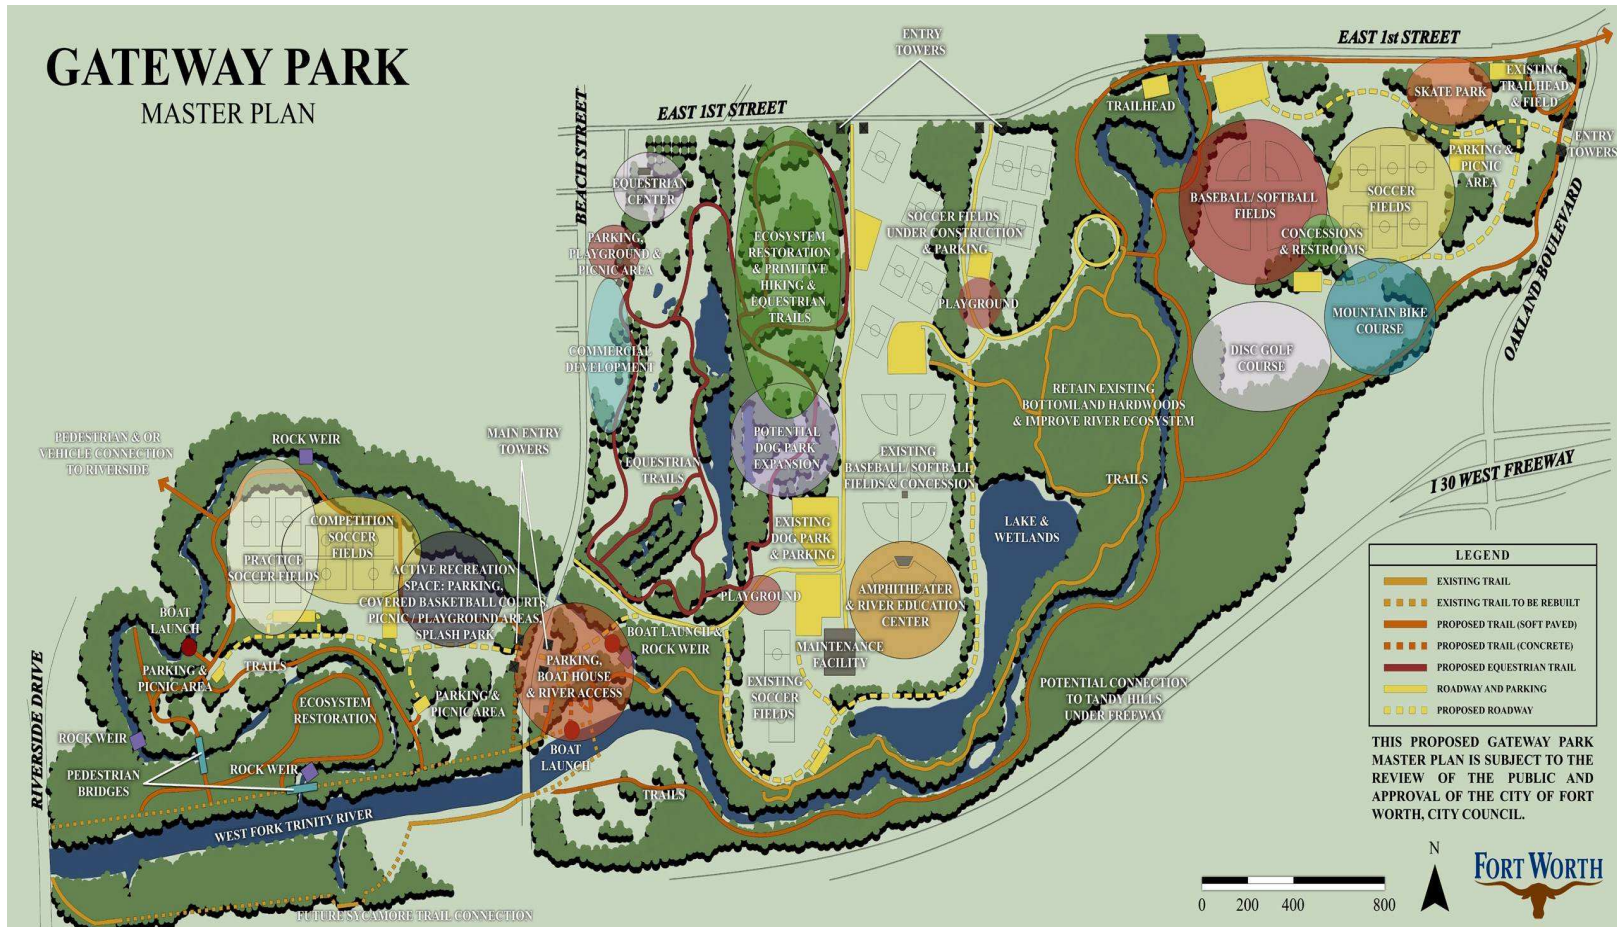 GATEWAY PARK
MASTER PLAN
ENTRY
TOWERS
EAST 1st STREET
EAST 1ST STREET
BEACH STREET
TRAILHEAD
SKATE PARK
EXISTING
TRAILHEAD
& FIELD
ENTRY
TOWERS
PARKING &
PICNIC
AREA
EQUESTRIAN
CENTER
BASEBALL/ SOFTBALL
FIELDS
SOCCER
FIELDS
CONCESSIONS
& RESTROOMS
OAKLAND BOULEVARD
PARKING,
PLAYGROUND &
PICNIC AREA
ECOSYSTEM
RESTORATION
& PRIMITIVE
HIKING &
EQUESTRIAN
TRAILS
SOCCER FIELDS
UNDER CONSTRUCTION
& PARKING
PLAYGROUND
MOUNTAIN BIKE
COURSE
DISC GOLF
COURSE
COMMERCIAL
DEVELOPMENT
RETAIN EXISTING
BOTTOMLAND HARDWOODS
& IMPROVE RIVER ECOSYSTEM
PEDESTRIAN & OR
VEHICLE CONNECTION
TO RIVERSIDE
ROCK WEIR
MAIN ENTRY
TOWERS
EQUESTRIAN
TRAILS
POTENTIAL
DOG PARK
EXPANSION
EXISTING
BASEBALL/ SOFTBALL
FIELDS & CONCESSION
TRAILS
I 30 WEST FREEWAY
LAKE &
WETLANDS
COMPETITION
SOCCER
FIELDS
PRACTICE
SOCCER FIELDS
ACTIVE RECREATION
SPACE: PARKING,
COVERED BASKETBALL COURTS,
PICNIC / PLAYGROUND AREAS,
SPLASH PARK
EXISTING
DOG PARK
& PARKING
PLAYGROUND
AMPHITHEATER
& RIVER EDUCATION
CENTER
BOAT
LAUNCH
BOAT LAUNCH &
ROCK WEIR
MAINTENANCE
FACILITY
PARKING &
PICNIC AREA
TRAILS
PARKING,
BOAT HOUSE
& RIVER ACCESS
EXISTING
SOCCER
FIELDS
POTENTIAL CONNECTION
TO TANDY HILLS
UNDER FREEWAY
RIVERSIDE DRIVE
ECOSYSTEM
RESTORATION
PARKING &
PICNIC AREA
ROCK WEIR
BOAT
LAUNCH
PEDESTRIAN
BRIDGES
ROCK WEIR
TRAILS
WEST FORK TRINITY RIVER
FUTURE SYCAMORE TRAIL CONNECTION
LEGEND
EXISTING TRAIL
EXISTING TRAIL TO BE REBUILT
PROPOSED TRAIL (SOFT PAVED)
PROPOSED TRAIL (CONCRETE)
PROPOSED EQUESTRIAN TRAIL
ROADWAY AND PARKING
PROPOSED ROADWAY
THIS PROPOSED GATEWAY PARK
MASTER PLAN IS SUBJECT TO THE
REVIEW OF THE PUBLIC AND
APPROVAL OF THE CITY OF FORT
WORTH, CITY COUNCIL.
N
0 200 400 800
FORT WORTH